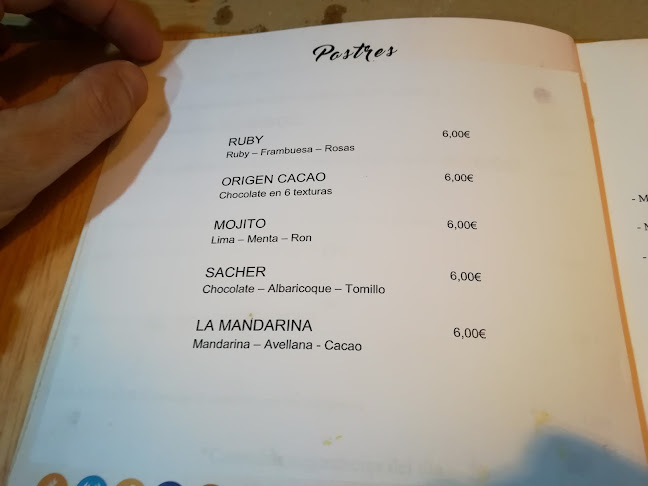 Postres
RUBY 6,00€
Ruby – Frambuesa – Rosas
ORIGEN CACAO 6,00€
Chocolate en 6 texturas
MOJITO 6,00€
Lima – Menta – Ron
SACHER 6,00€
Chocolate – Albaricoque – Tomillo
LA MANDARINA 6,00€
Mandarina – Avellana - Cacao